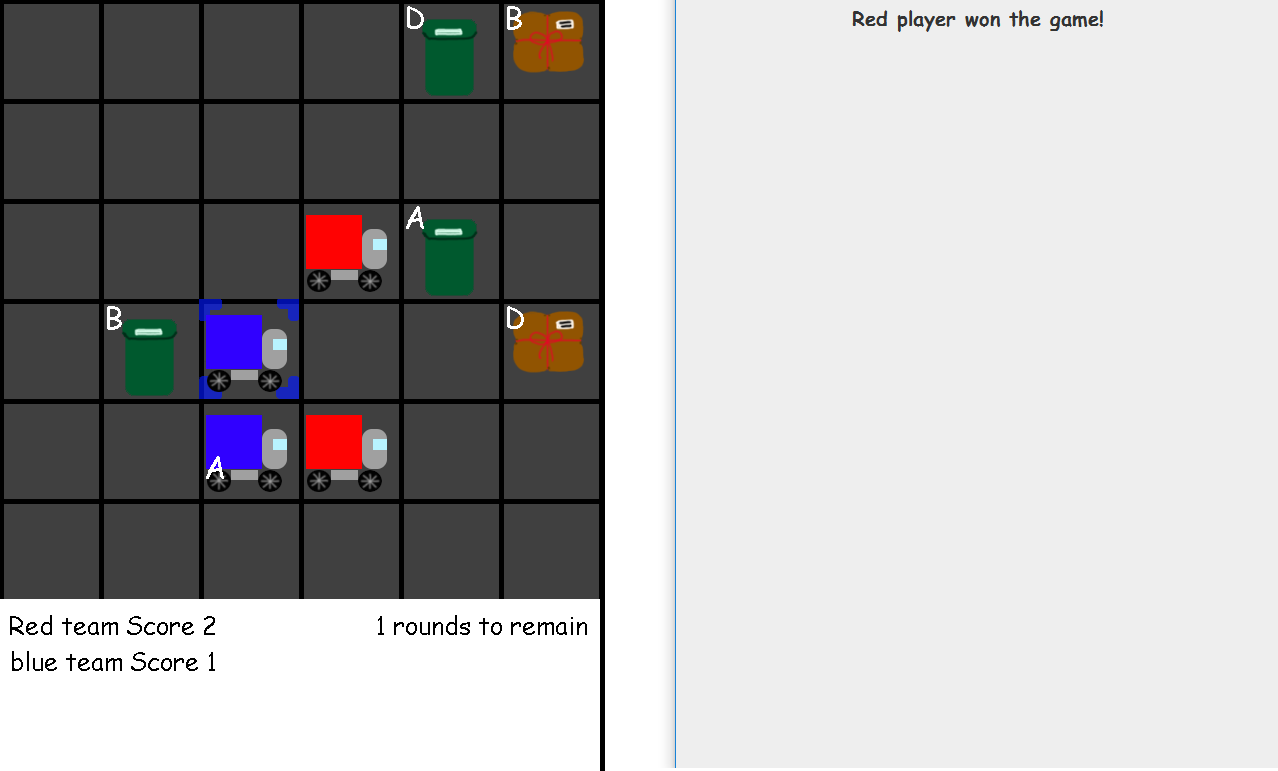 D
B
Red player won the game!
A
B
D
A
Red team Score 2
1 rounds to remain
blue team Score 1